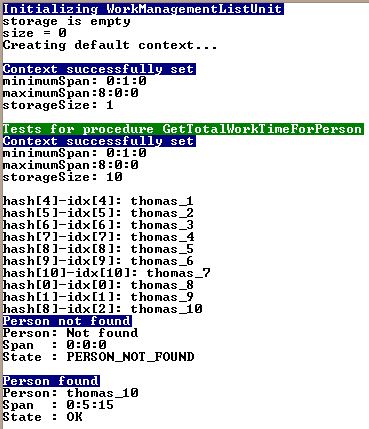 Initializing WorkManagementListUnit
storage is empty
size = 0
Creating default context...
Context successfully set
minimumSpan: 0:1:0
maximumSpan:8:0:0
storageSize: 1
Tests for procedure GetTotalWorkTimeForPerson
Context successfully set
minimumSpan: 0:1:0
maximumSpan:8:0:0
storageSize: 10
hash[4]-idx[4]: thomas_1
hash[5]-idx[5]: thomas_2
hash[6]-idx[6]: thomas_3
hash[7]-idx[7]: thomas_4
hash[8]-idx[8]: thomas_5
hash[9]-idx[9]: thomas_6
hash[10]-idx[10]: thomas_7
hash[0]-idx[0]: thomas_8
hash[1]-idx[1]: thomas_9
hash[8]-idx[2]: thomas_10
Person not found
Person: Not found
Span  : 0:0:0
State : PERSON_NOT_FOUND
Person found
Person: thomas_10
Span  : 0:5:15
State : OK